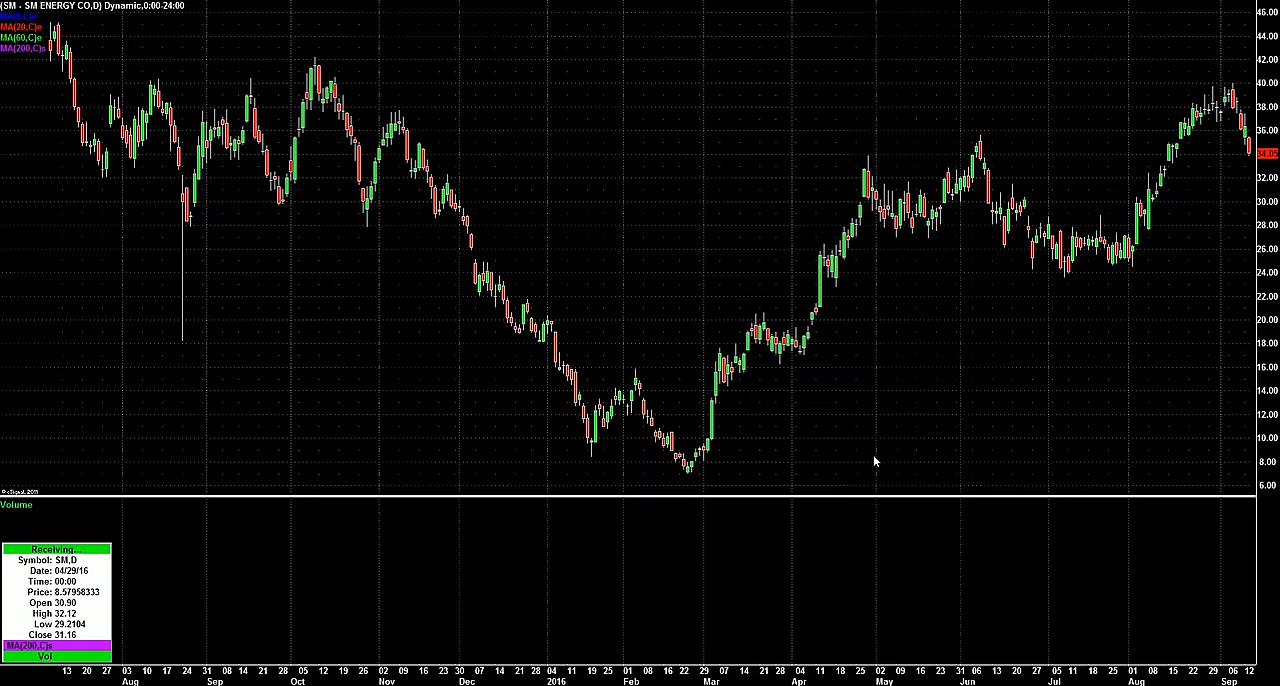 (SM - SM ENERGY CO,D) Dynamic,0:00-24:00
MA(20,C)e
MA(60,C)e
MA(200,C)s
46.00
44.00
42.00
40.00
38.00
36.00
34.05
32.00
30.00
28.00
26.00
24.00
22.00
20.00
18.00
16.00
14.00
12.00
10.00
8.00
6.00
© eSignal, 2011
Volume
Receiving...
Symbol: SM,D
Date: 04/29/16
Time: 00:00
Price: 8.57958333
Open 30.90
High 32.12
Low 29.2104
Close 31.16
MA(200,C)s
Vol
13 20 27 03 10 17 24 31 08 14 21 28 05 12 19 26 02 09 16 23 30 07 14 21 28 04 11 19 25 01 08 16 22 29 07 14 21 28 04 11 18 25 02 09 16 23 31 06 13 20 27 05 11 18 25 01 08 15 22 29 06 12
Aug Sep Oct Nov Dec 2016 Feb Mar Apr May Jun Jul Aug Sep